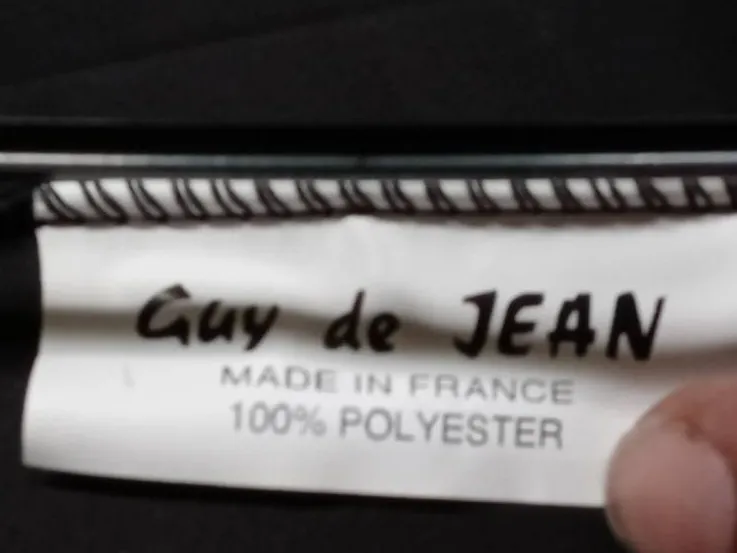 Guy de JEAN
MADE IN FRANCE
100% POLYESTER